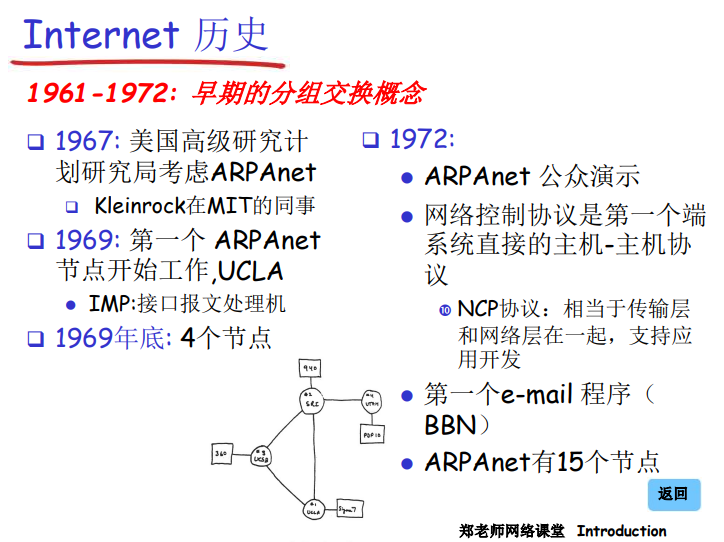 Internet 历史
1961-1972: 早期的分组交换概念
1967: 美国高级研究计
划研究局考虑ARPAnet
Kleinrock在MIT的同事
1969: 第一个 ARPAnet
节点开始工作,UCLA
IMP:接口报文处理机
1969年底: 4个节点
940
#2
SRI
#4
UTAH
PDP10
360
#3
UCSB
#1
UCLA
Sigma7
1972:
ARPAnet 公众演示
网络控制协议是第一个端
系统直接的主机-主机协
议
❿ NCP协议：相当于传输层
和网络层在一起，支持应
用开发
第一个e-mail 程序（
BBN）
ARPAnet有15个节点
返回
郑老师网络课堂 Introduction